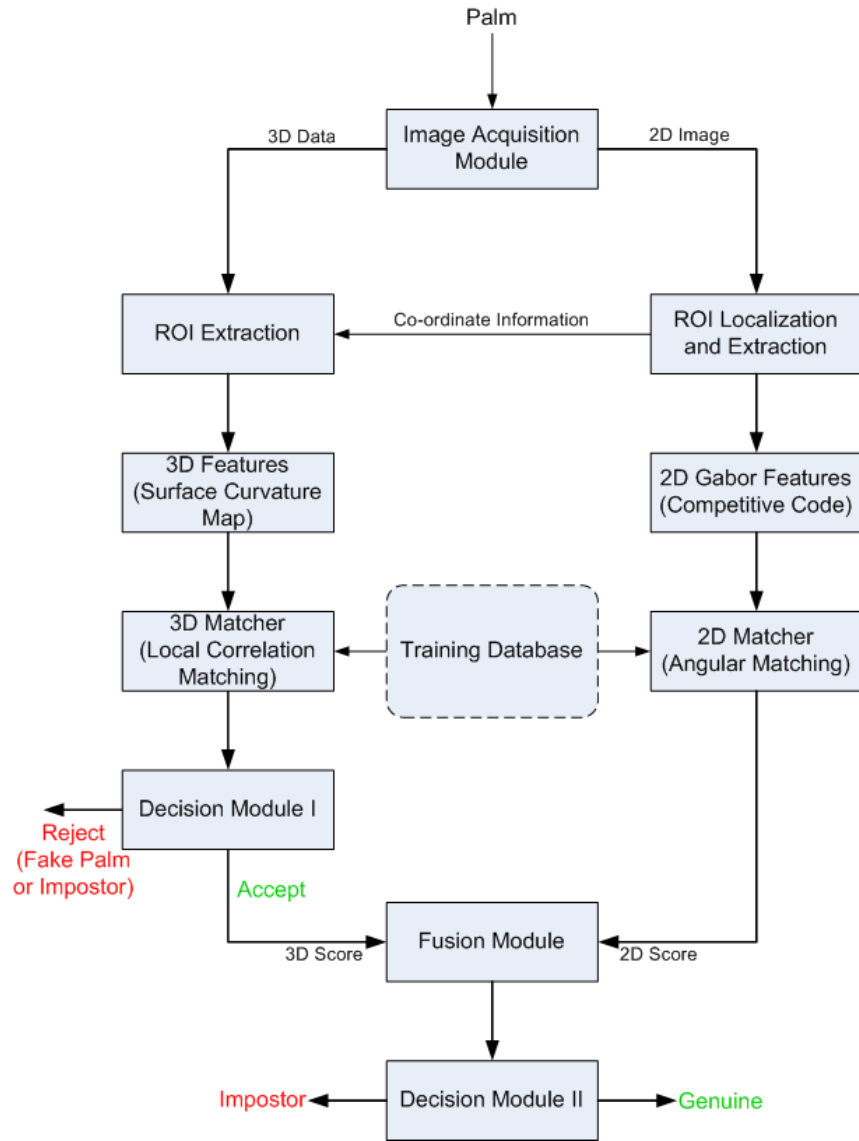 Palm
Image Acquisition
Module
3D Data
2D Image
ROI Extraction
Co-ordinate Information
ROI Localization
and Extraction
3D Features
(Surface Curvature
Map)
2D Gabor Features
(Competitive Code)
3D Matcher
(Local Correlation
Matching)
Training Database
2D Matcher
(Angular Matching)
Decision Module I
Reject
(Fake Palm
or Impostor)
Accept
Fusion Module
3D Score
2D Score
Impostor
Decision Module II
Genuine